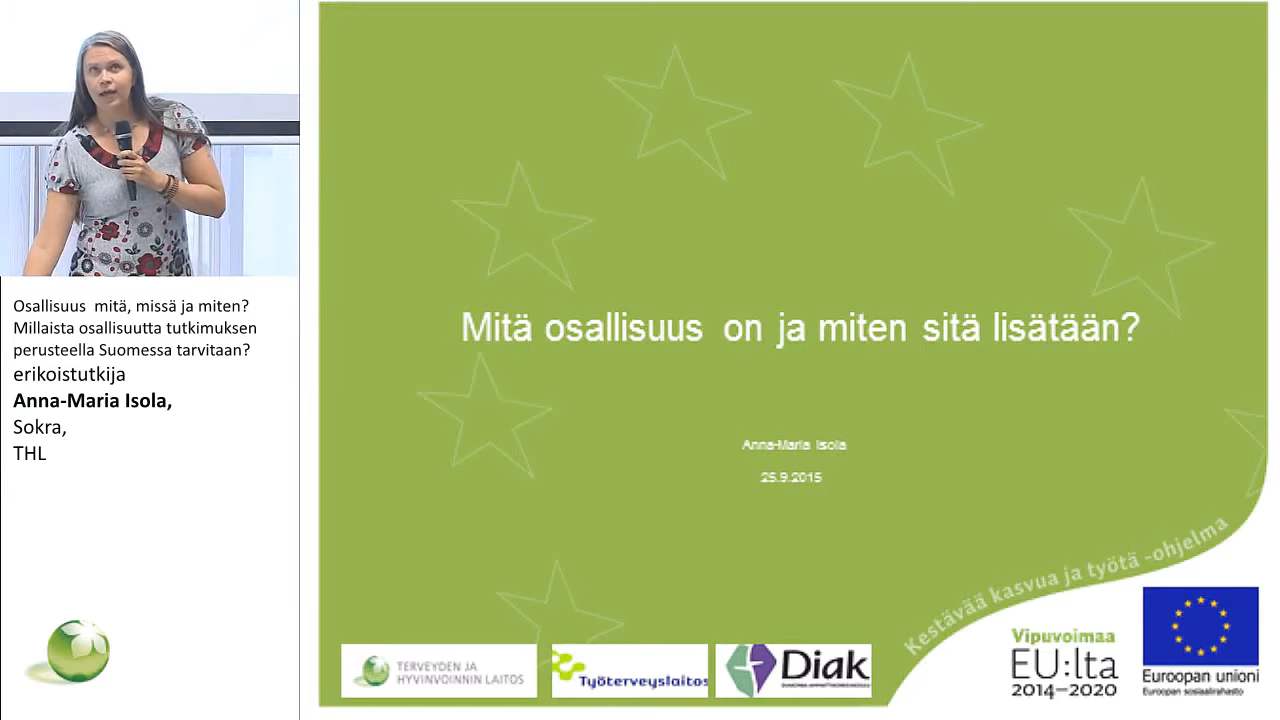 Osallisuus mitä, missä ja miten?
Millaista osallisuutta tutkimuksen
perusteella Suomessa tarvitaan?
erikoistutkija
Anna-Maria Isola,
Sokra,
THL
Mitä osallisuus on ja miten sitä lisätään?
Anna-Maria Isola
25.9.2015
Kestävää kasvua ja työtä -ohjelma
TERVEYDEN JA
HYVINVOINNIN LAITOS
Työterveyslaitos
Diak
Vipuvoimaa
EU:lta
2014–2020
Euroopan unioni
Euroopan sosiaalirahasto